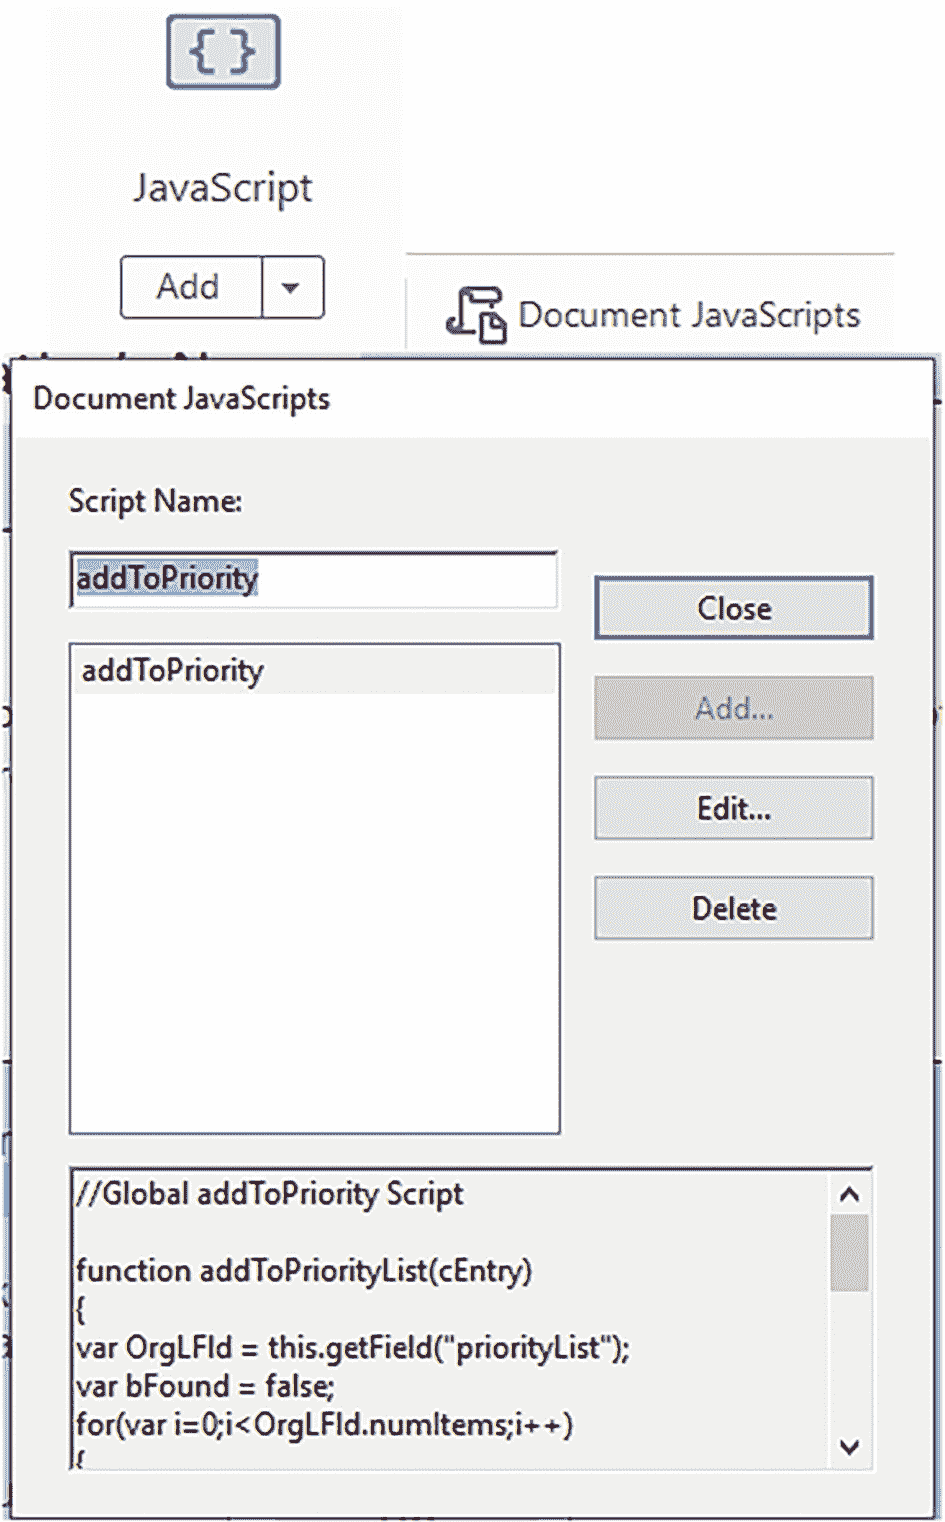 { }
JavaScript
Add
Document JavaScripts
Document JavaScripts
Script Name:
addToPriority
addToPriority
Close
Add...
Edit...
Delete
//Global addToPriority Script
function addToPriorityList(cEntry)
{
var OrgLFld = this.getField("priorityList");
var bFound = false;
for(var i=0;i<OrgLFld.numItems;i++)
{